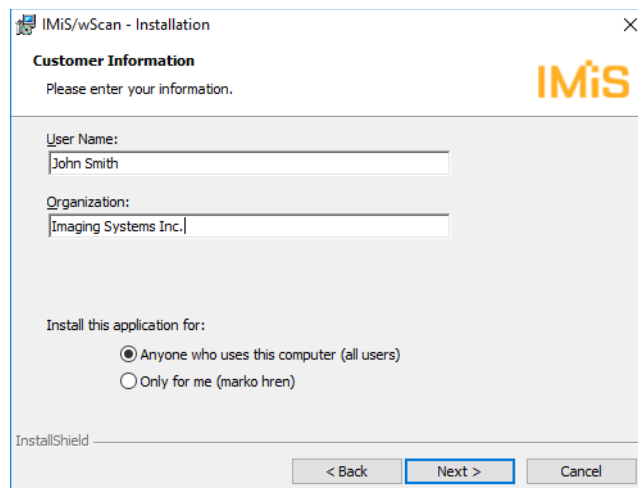 IMiS/wScan - Installation
Customer Information
Please enter your information.
IMiS
User Name:
John Smith
Organization:
Imaging Systems Inc.
Install this application for:
Anyone who uses this computer (all users)
Only for me (marko hren)
InstallShield
< Back
Next >
Cancel